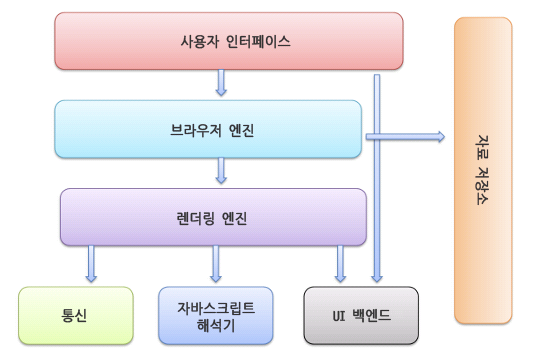 사용자 인터페이스
브라우저 엔진
자료 저장소
렌더링 엔진
통신
자바스크립트
해석기
UI 백엔드